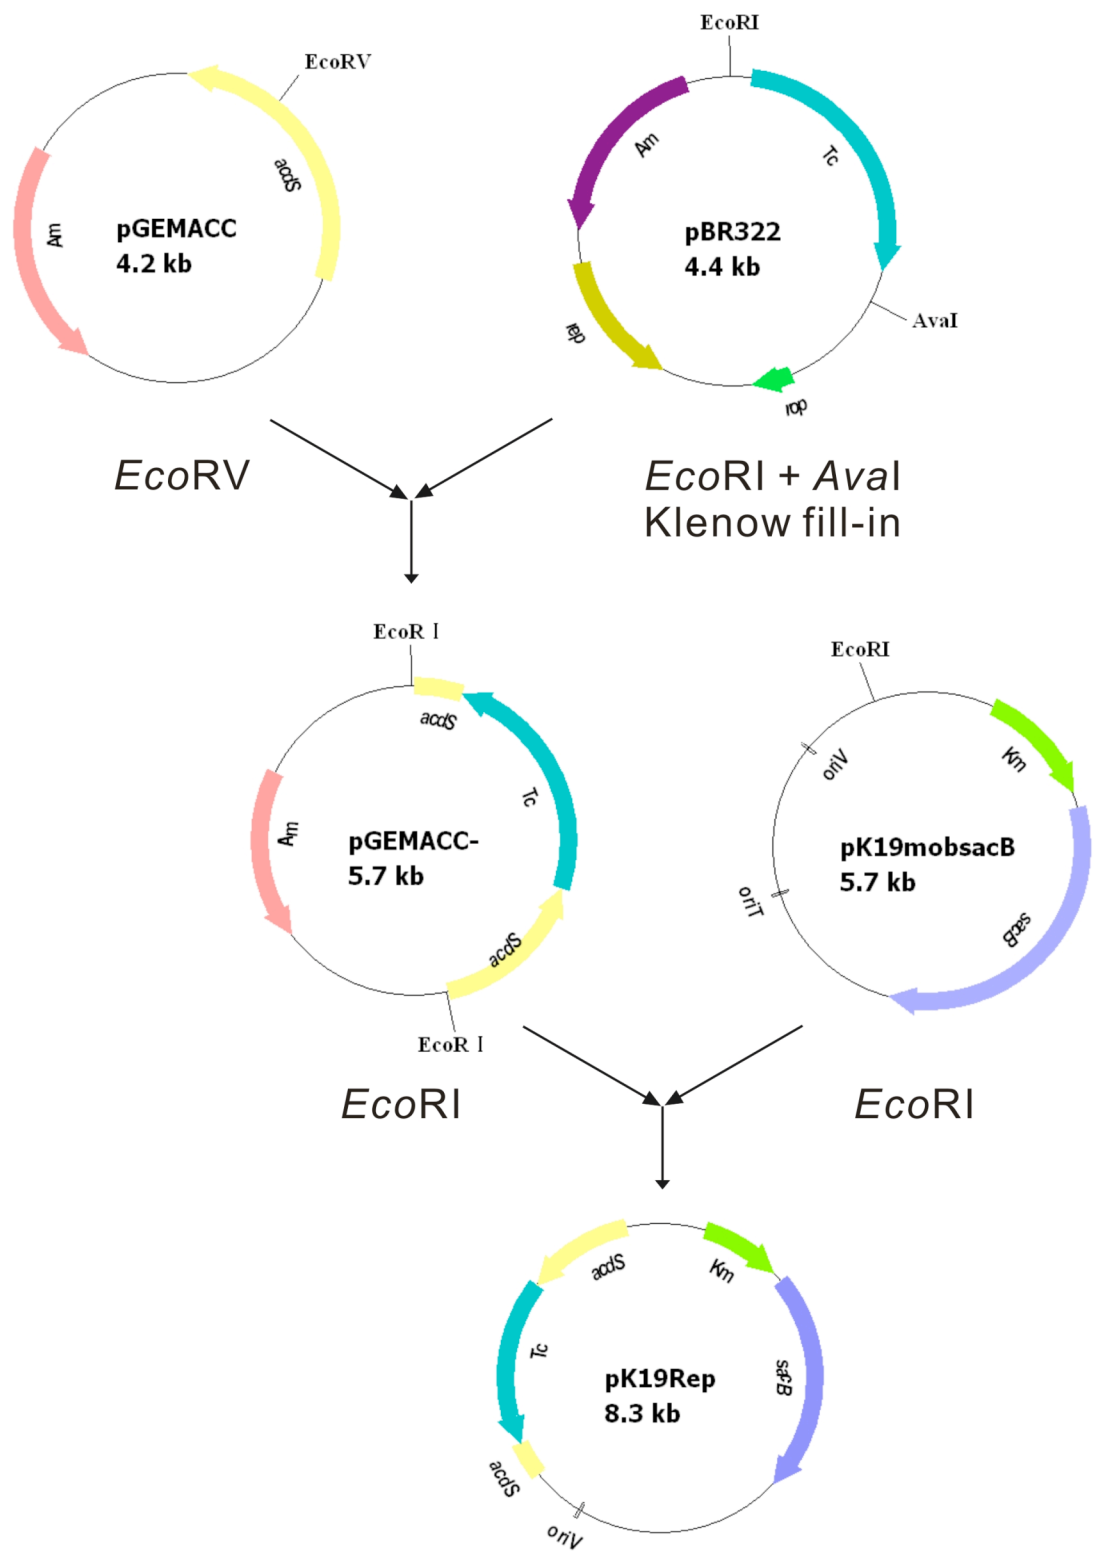 EcoRI
EcoRV
Am
acdS
pGEMACC
4.2 kb
Am
Tc
pBR322
4.4 kb
rep
AvaI
rop
EcoRV
EcoRI + AvaI
Klenow fill-in
EcoR I
acdS
Tc
Am
pGEMACC-
5.7 kb
acdS
EcoR I
EcoRI
oriV
Km
pK19mobsacB
5.7 kb
oriT
sacB
EcoRI
EcoRI
acdS
Km
Tc
pK19Rep
8.3 kb
sacB
acdS
oriV